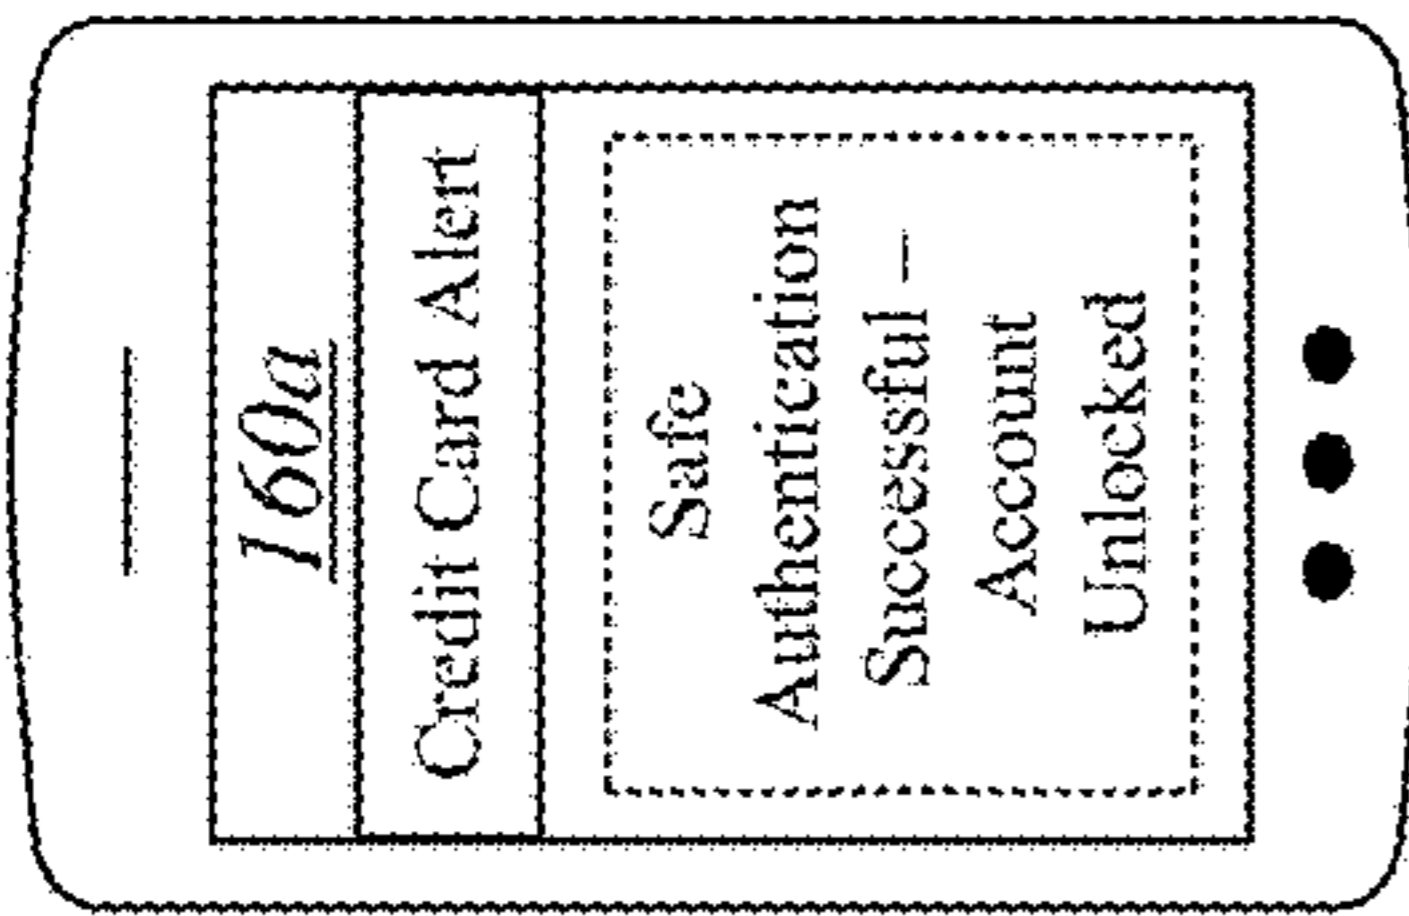 160a
Credit Card Alert
Safe
Authentication
Successful –
Account
Unlocked